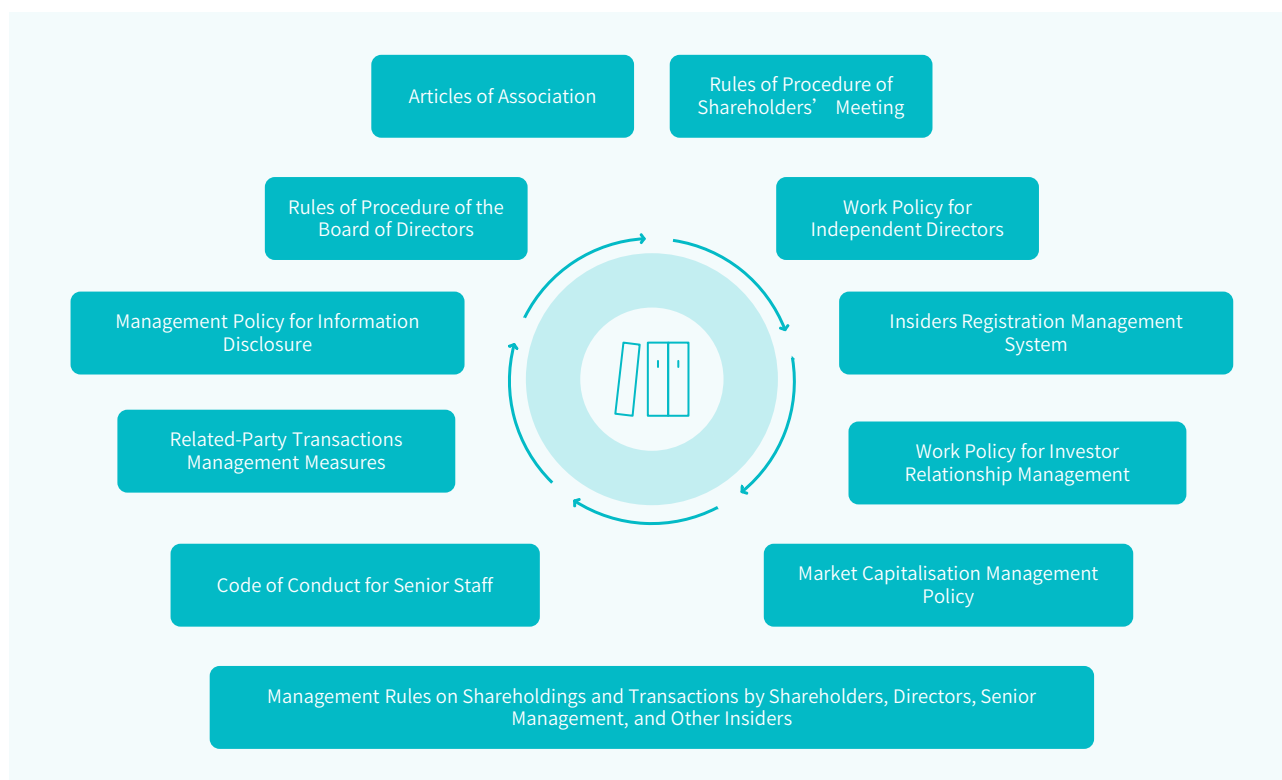 Articles of Association
Rules of Procedure of
Shareholders’ Meeting
Rules of Procedure of the
Board of Directors
Work Policy for
Independent Directors
Management Policy for Information
Disclosure
Insiders Registration Management
System
Related-Party Transactions
Management Measures
Work Policy for Investor
Relationship Management
Code of Conduct for Senior Staff
Market Capitalisation Management
Policy
Management Rules on Shareholdings and Transactions by Shareholders, Directors, Senior
Management, and Other Insiders